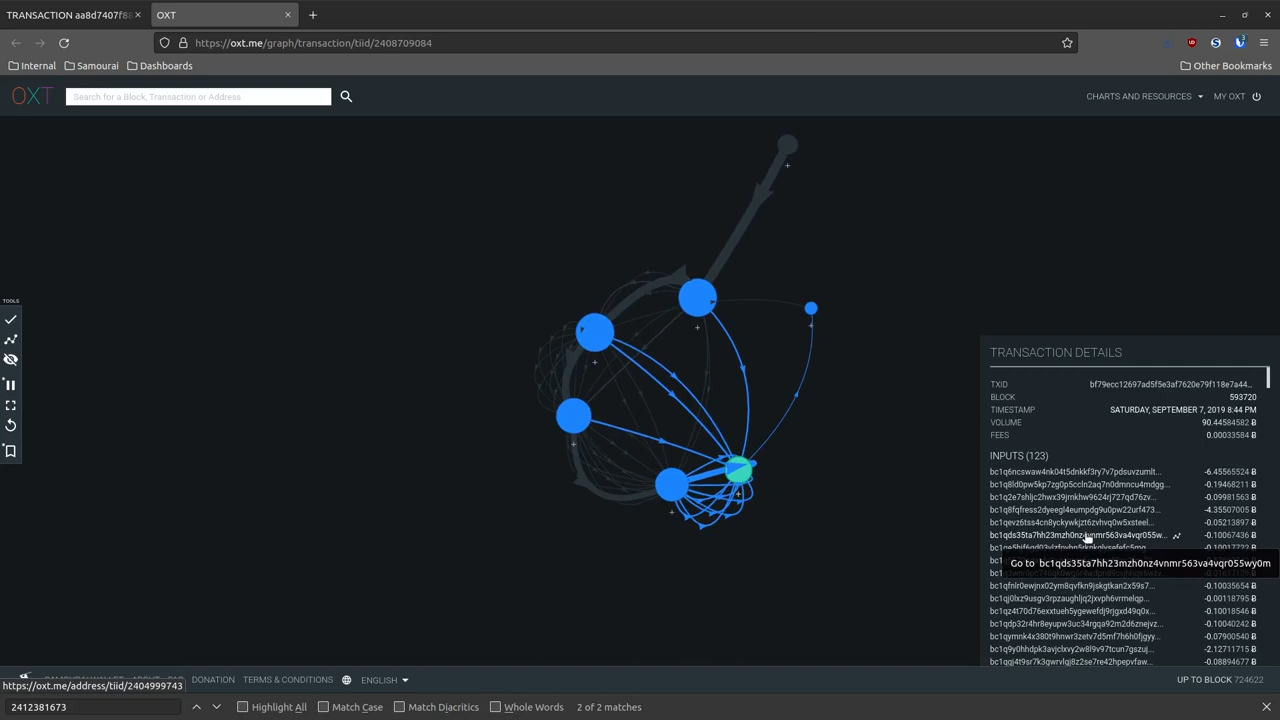 TRANSACTION aa8d7407f8
OXT
https://oxt.me/graph/transaction/tiid/2408709084
Internal
Samourai
Dashboards
Other Bookmarks
OXT
Search for a Block, Transaction or Address
CHARTS AND RESOURCES
MY OXT
TOOLS
TRANSACTION DETAILS
TXID bf79ecc12697ad5f5e3af7620e79f118e7a44...
BLOCK 593720
TIMESTAMP SATURDAY, SEPTEMBER 7, 2019 8:44 PM
VOLUME 90.44584582 Ƀ
FEES 0.00033584 Ƀ
INPUTS (123)
bc1q6ncswaw4nk04t5dnkkf3ry7v7pdsuvzumlt... -6.45565524 Ƀ
bc1q8ld0pw5kp7zg0p5ccln2aq7n0dmncu4mdgg... -0.19468211 Ƀ
bc1q2e7shljc2hwx39jrnkhw9624rj727qd76zv... -0.09981563 Ƀ
bc1q8fqfress2dyeegl4eumpdg9u0pw22urf473... -4.35507005 Ƀ
bc1qevz6tss4cn8yckywkjzt6zvhvq0w5xsteel... -0.05213897 Ƀ
bc1qds35ta7hh23mzh0nz4vnmr563va4vqr055w... -0.10067436 Ƀ
-0.10017722 Ƀ
Go to bc1qds35ta7hh23mzh0nz4vnmr563va4vqr055wy0m
bc1qfnlr0ewjnx02ym8qvfkn9jskgtkan2x59s7... -0.10035654 Ƀ
bc1qj0lxz9usgv3rpzaughljq2jxvph6vrmelqp... -0.00118795 Ƀ
bc1qz4t70d76exxtueh5ygewefdj9rjgxd49q0x... -0.10018546 Ƀ
bc1qdp32r4hr8eyupw3uc34rgqa92m2d6znejvz... -0.10040242 Ƀ
bc1qymnk4x380t9hnwr3zetv7d5mf7h6h0fjgyy... -0.07900540 Ƀ
bc1q9y0hhdpk3avjclxvy2w8l9v97tcun7gszuj... -2.12711715 Ƀ
bc1qgj4t9sr7k3gwrvlgj8z2se7re42hpepvfaw... -0.08894677 Ƀ
DONATION
TERMS & CONDITIONS
ENGLISH
UP TO BLOCK 724622
https://oxt.me/address/tiid/2404999743
2412381673
Highlight All
Match Case
Match Diacritics
Whole Words
2 of 2 matches